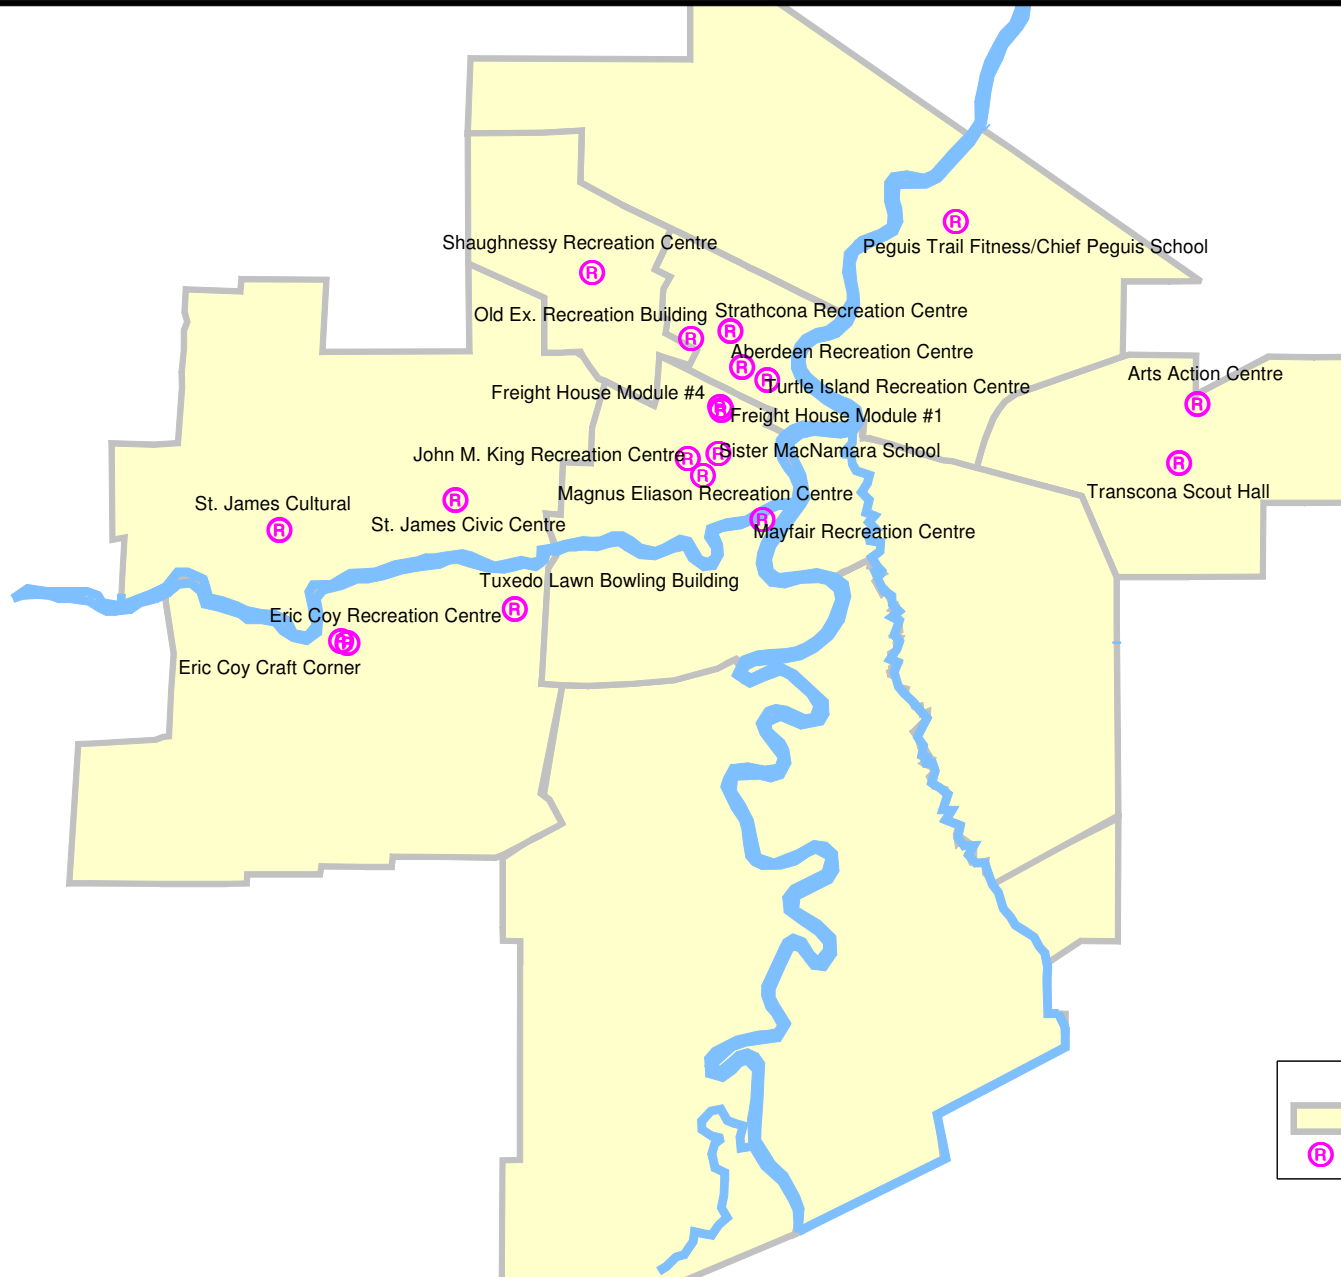 R
Peguis Trail Fitness/Chief Peguis School
Shaughnessy Recreation Centre
R
Old Ex. Recreation Building
R
Strathcona Recreation Centre
R
Aberdeen Recreation Centre
R
R
Turtle Island Recreation Centre
Arts Action Centre
R
Freight House Module #4
R
Freight House Module #1
John M. King Recreation Centre
R
R
Sister MacNamara School
R
Magnus Eliason Recreation Centre
Transcona Scout Hall
R
St. James Cultural
R
R
St. James Civic Centre
R
Mayfair Recreation Centre
Tuxedo Lawn Bowling Building
R
Eric Coy Recreation Centre
R
R
Eric Coy Craft Corner
R